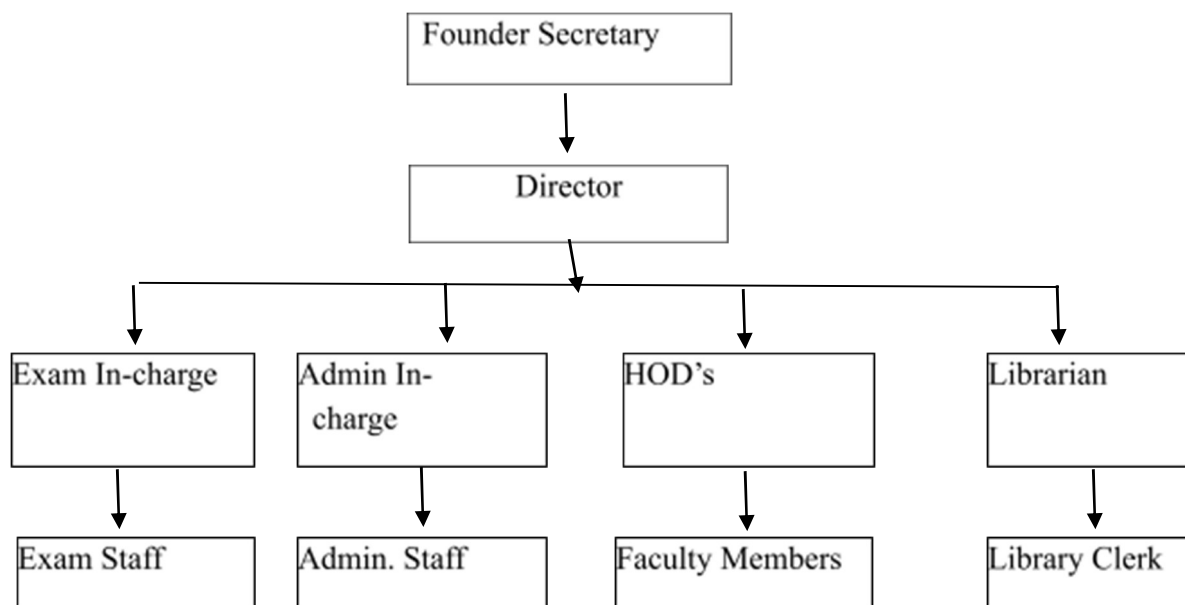 Founder Secretary
Director
Exam In-charge
Admin In-
charge
HOD’s
Librarian
Exam Staff
Admin. Staff
Faculty Members
Library Clerk